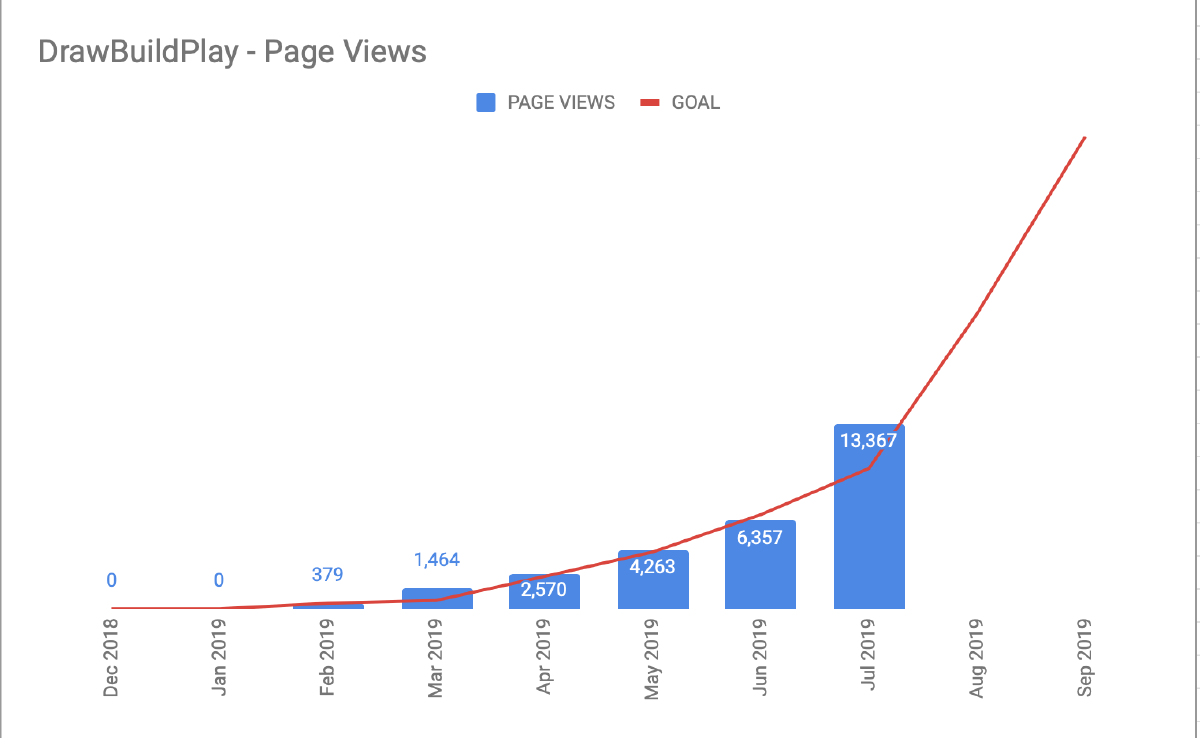 DrawBuildPlay - Page Views
PAGE VIEWS GOAL
0
0
379
1,464
2,570
4,263
6,357
13,367
Dec 2018
Jan 2019
Feb 2019
Mar 2019
Apr 2019
May 2019
Jun 2019
Jul 2019
Aug 2019
Sep 2019